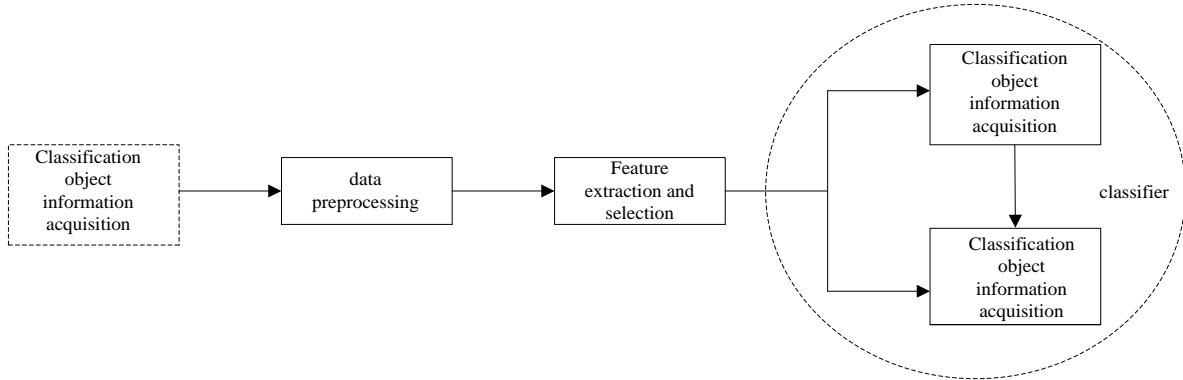 Classification
object
information
acquisition
data
preprocessing
Feature
extraction and
selection
Classification
object
information
acquisition
classifier
Classification
object
information
acquisition